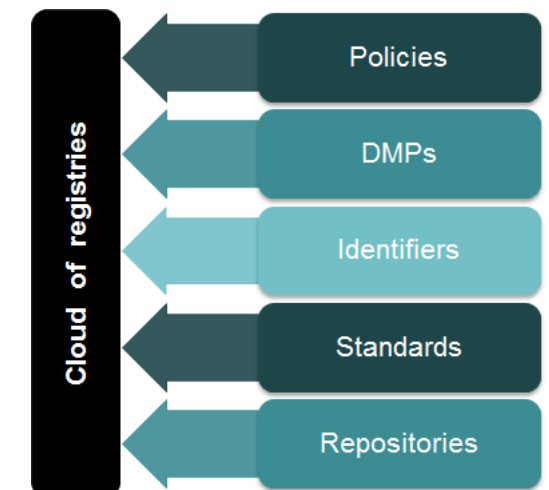 Cloud of registries
Policies
DMPs
Identifiers
Standards
Repositories